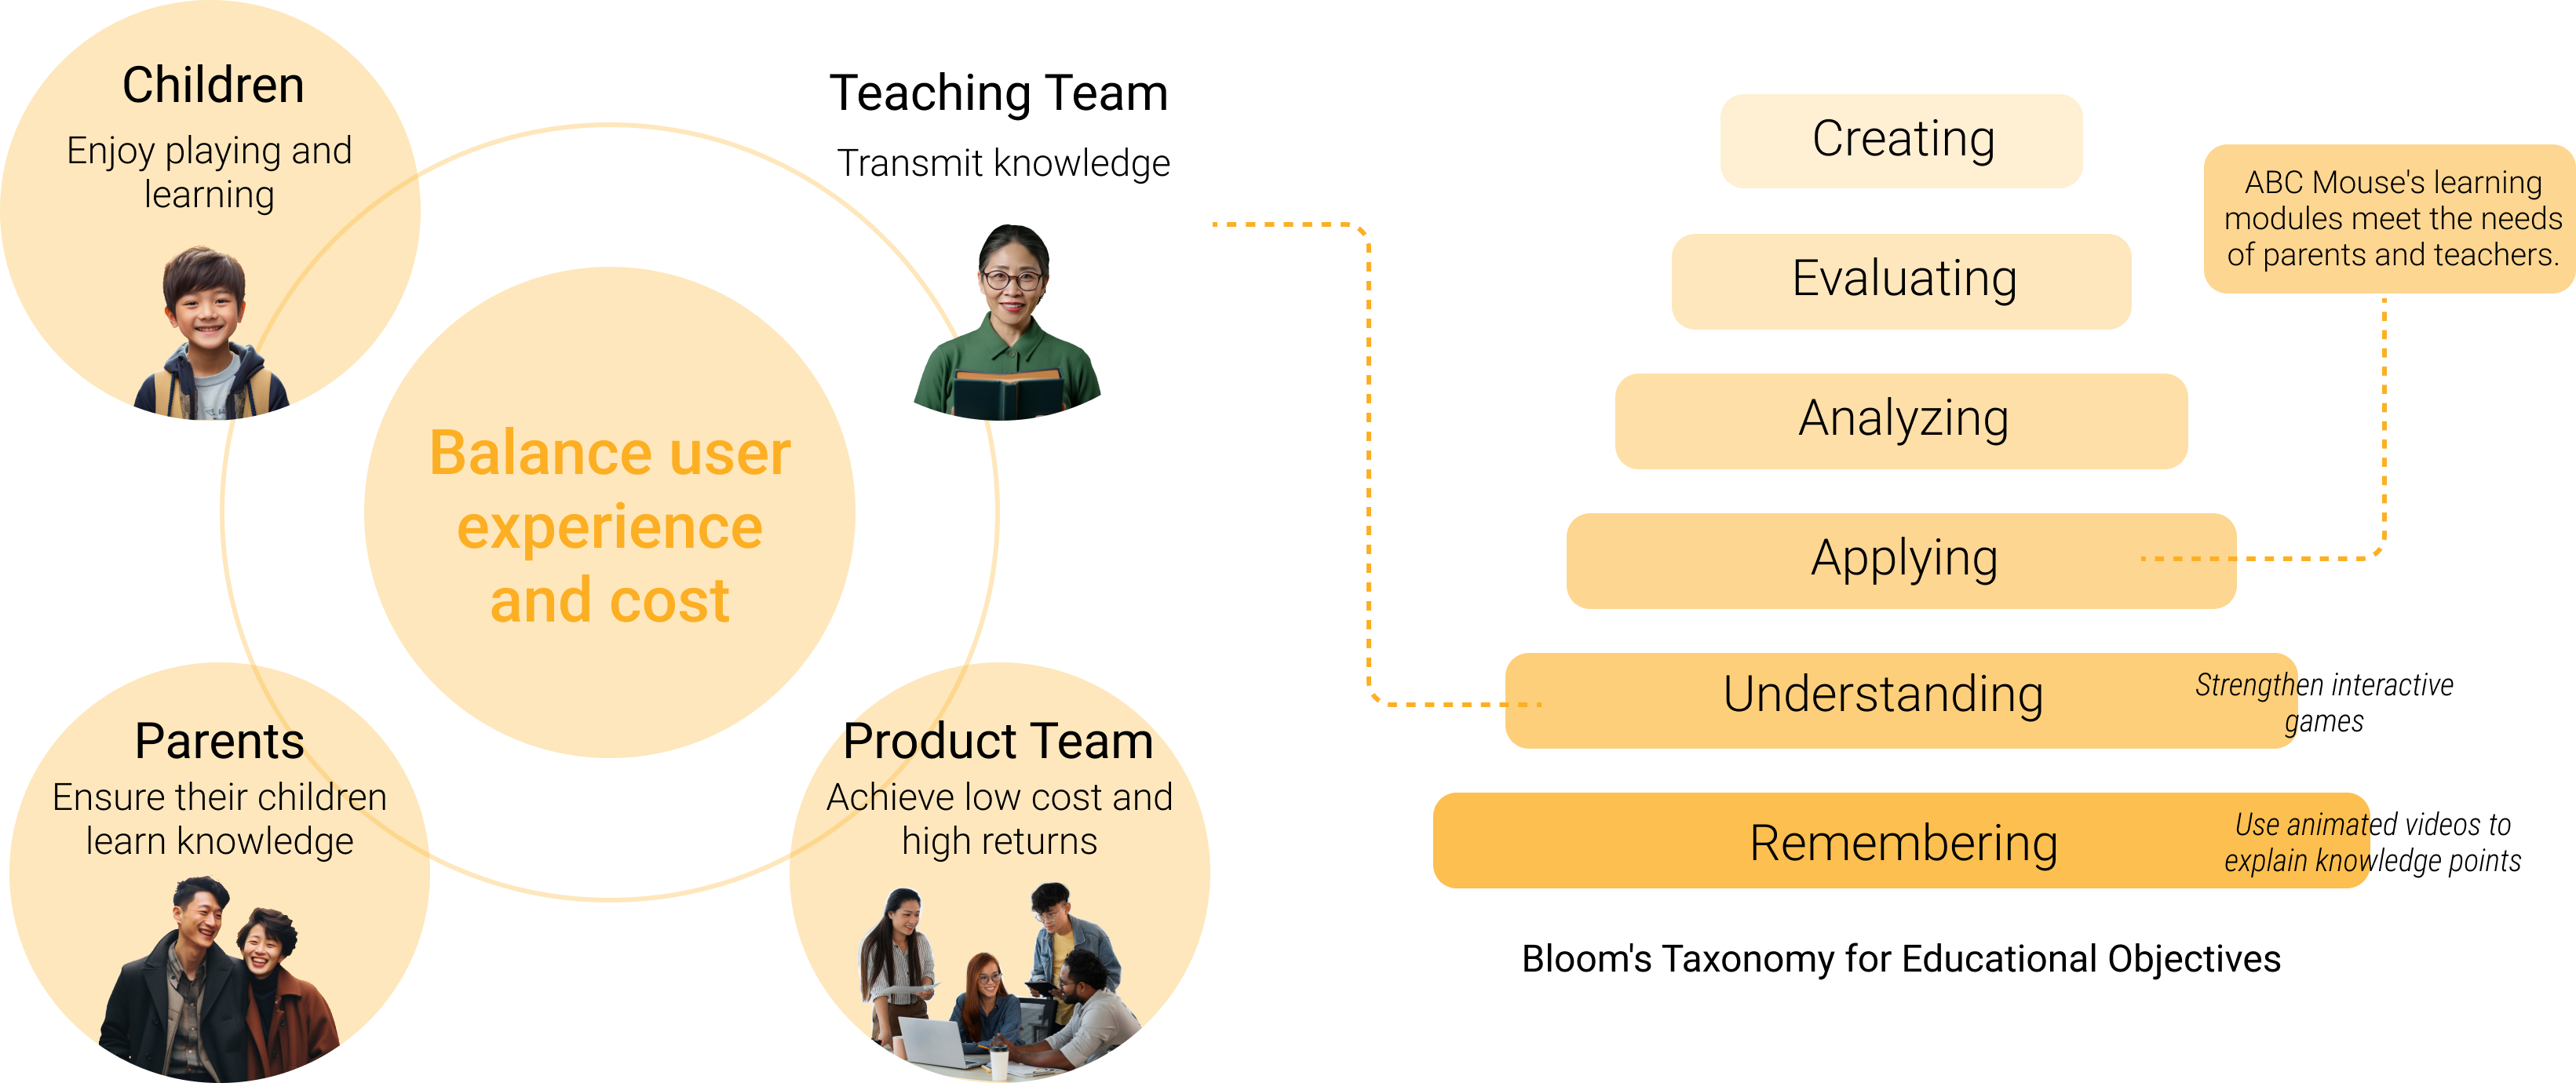 Children
Enjoy playing and
learning
Teaching Team
Transmit knowledge
Balance user
experience
and cost
Parents
Ensure their children
learn knowledge
Product Team
Achieve low cost and
high returns
Creating
Evaluating
Analyzing
Applying
Understanding
Remembering
ABC Mouse's learning
modules meet the needs
of parents and teachers.
Strengthen interactive
games
Use animated videos to
explain knowledge points
Bloom's Taxonomy for Educational Objectives